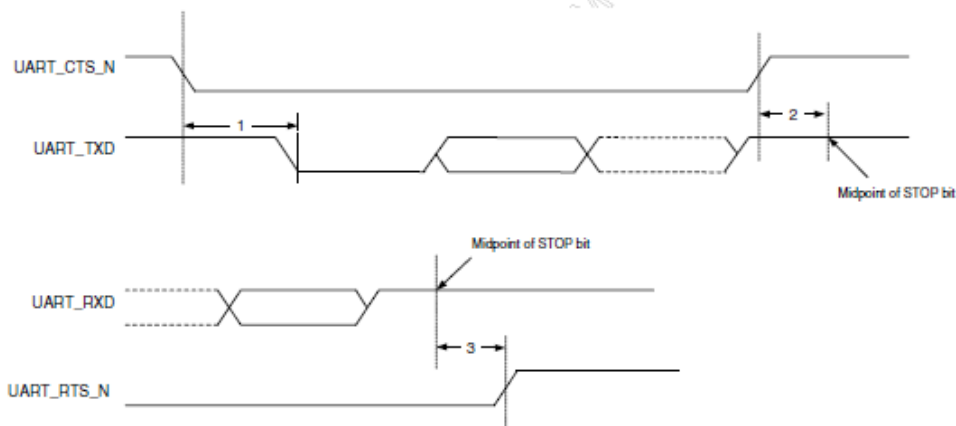 UART_CTS_N
1
2
UART_TXD
Midpoint of STOP bit
Midpoint of STOP bit
UART_RXD
3
UART_RTS_N